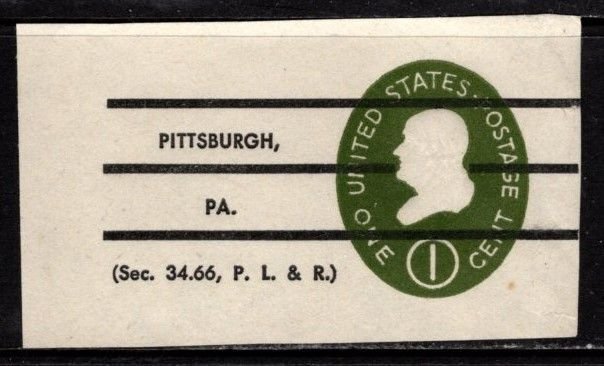 PITTSBURGH,
PA.
(Sec. 34.66, P. L. & R.)
UNITED STATES POSTAGE
ONE 1 CENT